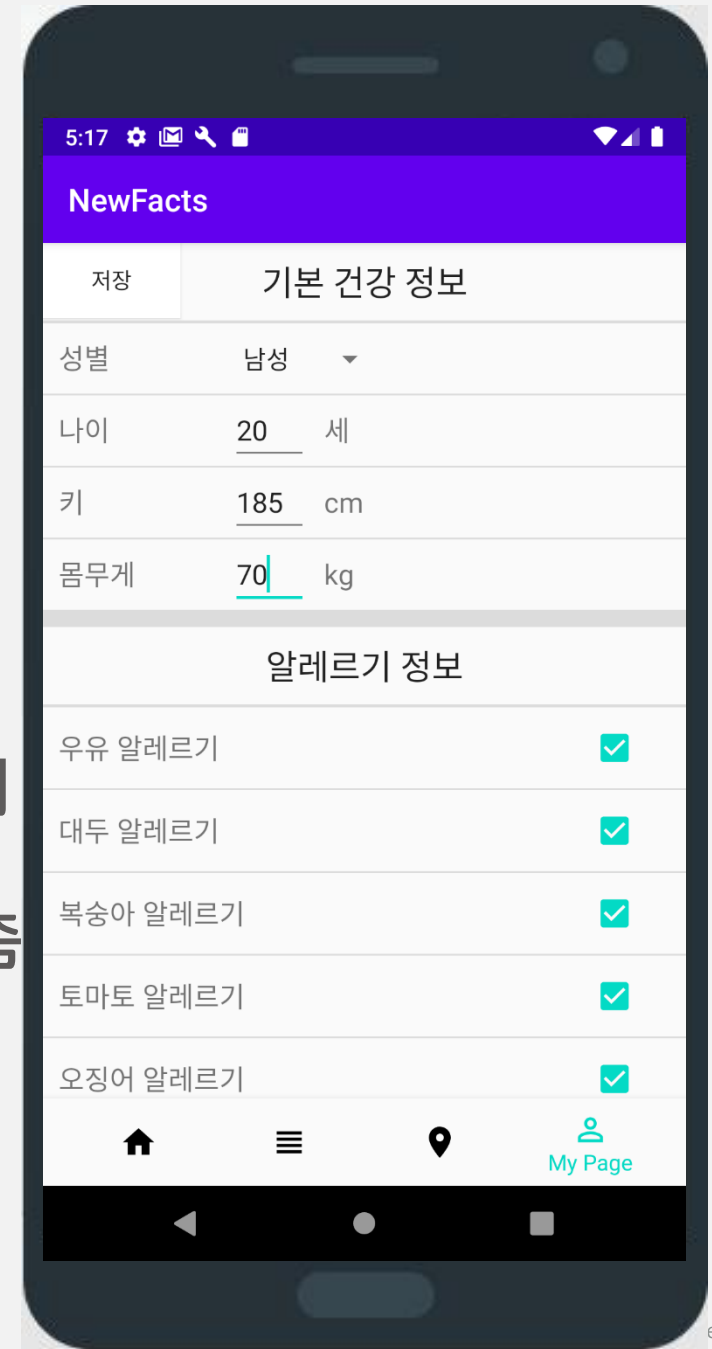 5:17
NewFacts
저장 기본 건강 정보
성별 남성
나이 20 세
키 185 cm
몸무게 70 kg
알레르기 정보
우유 알레르기
대두 알레르기
복숭아 알레르기
토마토 알레르기
오징어 알레르기
My Page